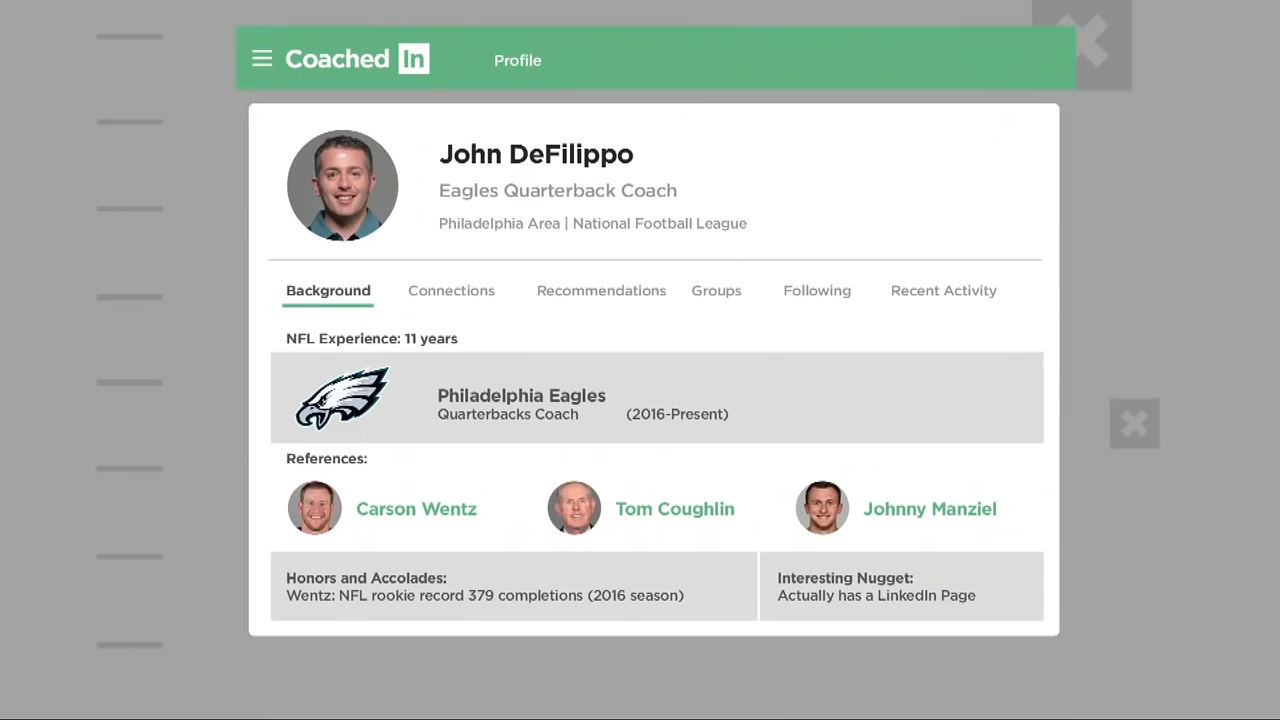 Coached In
Profile
John DeFilippo
Eagles Quarterback Coach
Philadelphia Area | National Football League
Background Connections Recommendations Groups Following Recent Activity
NFL Experience: 11 years
Philadelphia Eagles
Quarterbacks Coach (2016-Present)
References:
Carson Wentz Tom Coughlin Johnny Manziel
Honors and Accolades:
Wentz: NFL rookie record 379 completions (2016 season)
Interesting Nugget:
Actually has a LinkedIn Page